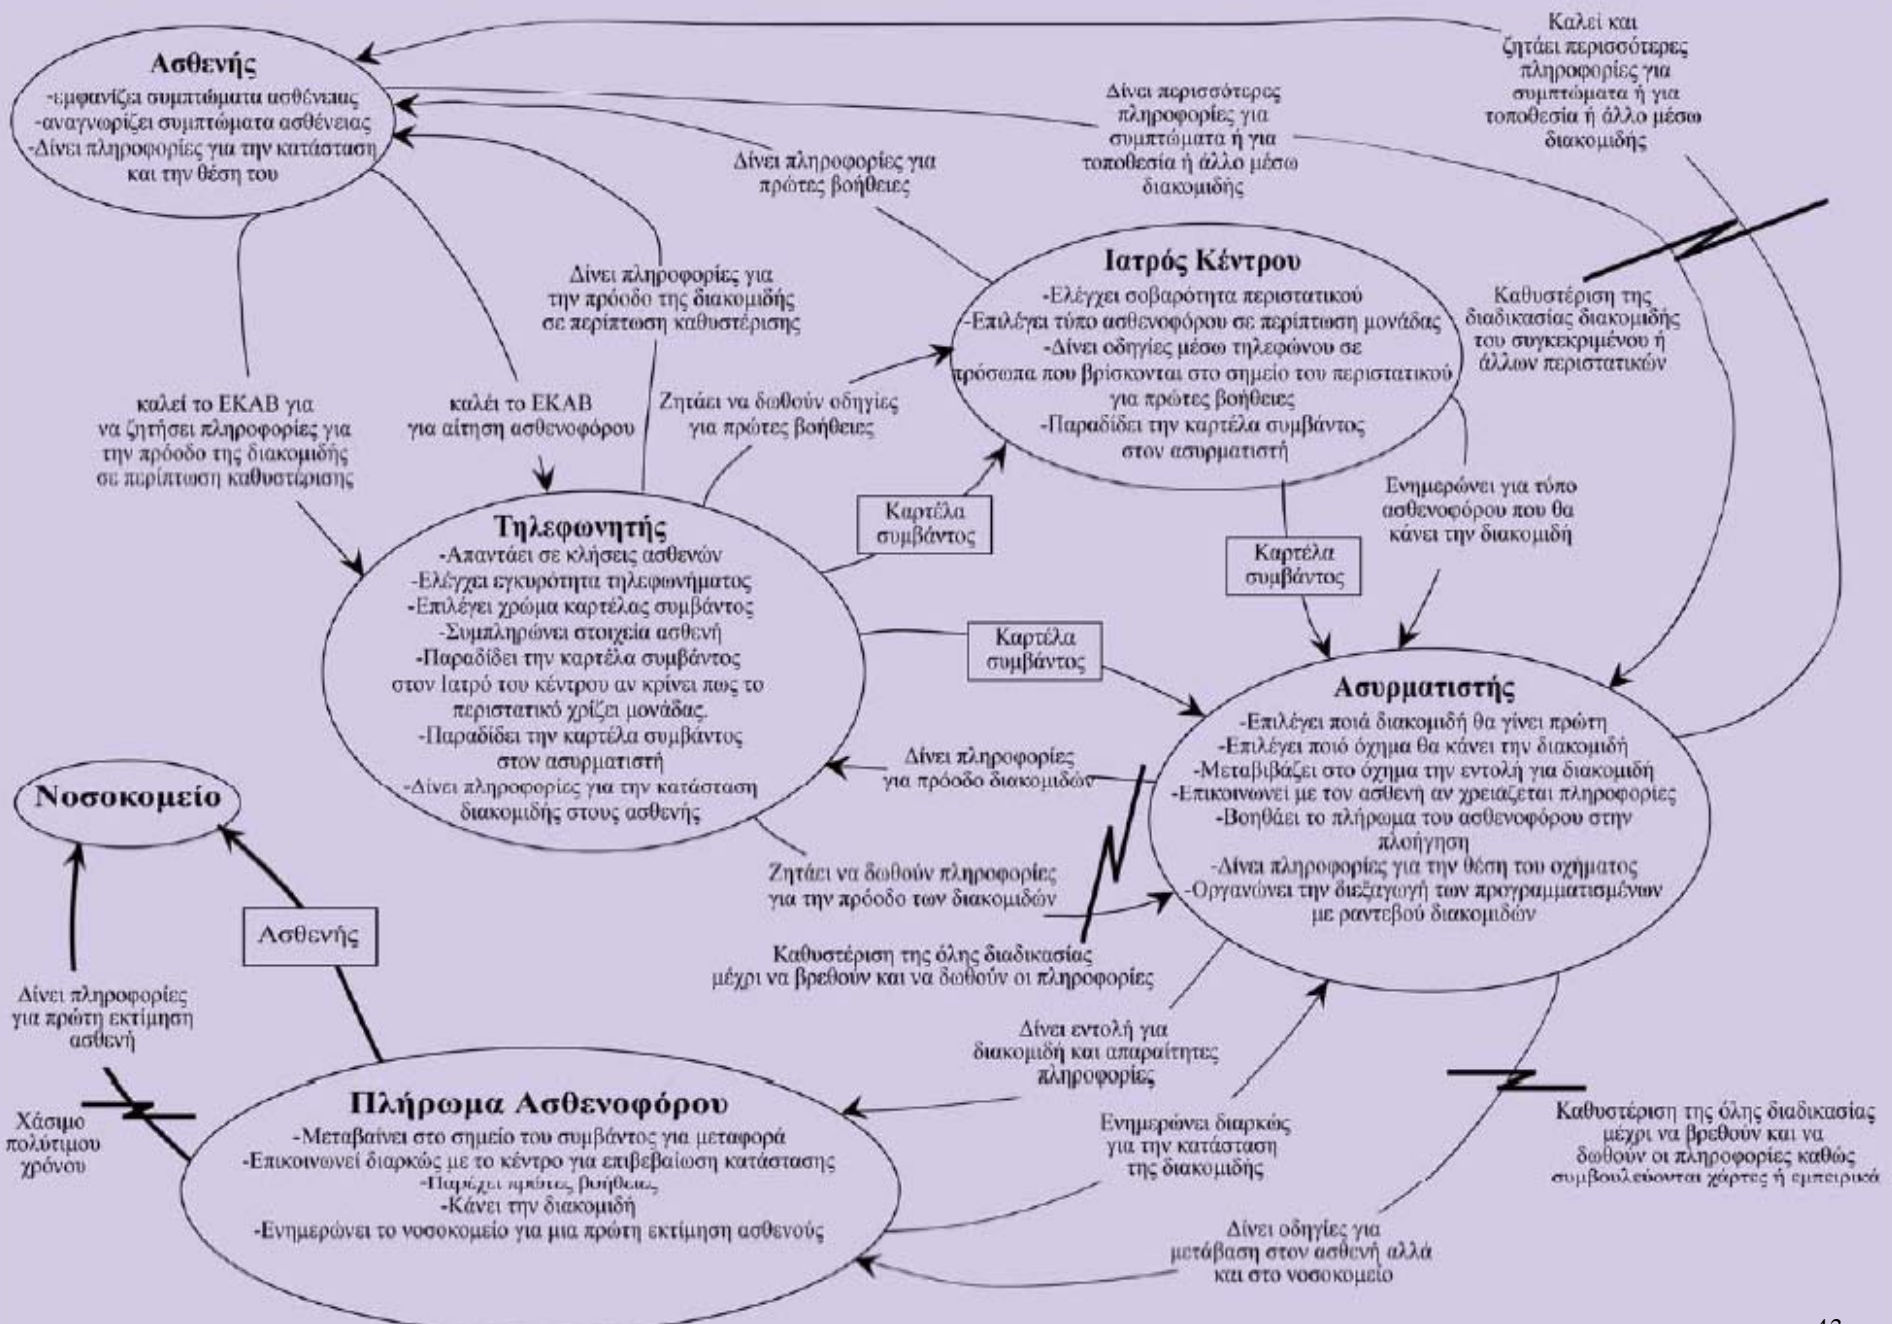 Ασθενής
-εμφανίζει συμπτώματα ασθένειας
-αναγνωρίζει συμπτώματα ασθένειας
-Δίνει πληροφορίες για την κατάσταση
και την θέση του
Καλεί και
ζητάει περισσότερες
πληροφορίες για
συμπτώματα ή για
τοποθεσία ή άλλο μέσω
διακομιδής
Δίνει περισσότερες
πληροφορίες για
συμπτώματα ή για
τοποθεσία ή άλλο μέσω
διακομιδής
Δίνει πληροφορίες για
πρώτες βοήθειες
Δίνει πληροφορίες για
την πρόοδο της διακομιδής
σε περίπτωση καθυστέρισης
Ιατρός Κέντρου
-Ελέγχει σοβαρότητα περιστατικού
-Επιλέγει τύπο ασθενοφόρου σε περίπτωση μονάδας
-Δίνει οδηγίες μέσω τηλεφώνου σε
πρόσωπα που βρίσκονται στο σημείο του περιστατικού
για πρώτες βοήθειες
-Παραδίδει την καρτέλα συμβάντος
στον ασυρματιστή
Καθυστέριση της
διαδικασίας διακομιδής
του συγκεκριμένου ή
άλλων περιστατικών
καλεί το ΕΚΑΒ για
να ζητήσει πληροφορίες για
την πρόοδο της διακομιδής
σε περίπτωση καθυστέρισης
καλέι το ΕΚΑΒ
για αίτηση ασθενοφόρου
Ζητάει να δωθούν οδηγίες
για πρώτες βοήθειες
Καρτέλα
συμβάντος
Ενημερώνει για τύπο
ασθενοφόρου που θα
κάνει την διακομιδή
Καρτέλα
συμβάντος
Τηλεφωνητής
-Απαντάει σε κλήσεις ασθενών
-Ελέγχει εγκυρότητα τηλεφωνήματος
-Επιλέγει χρώμα καρτέλας συμβάντος
-Συμπληρώνει στοιχεία ασθενή
-Παραδίδει την καρτέλα συμβάντος
στον Ιατρό του κέντρου αν κρίνει πως το
περιστατικό χρίζει μονάδας.
-Παραδίδει την καρτέλα συμβάντος
στον ασυρματιστή
-Δίνει πληροφορίες για την κατάσταση
διακομιδής στους ασθενής
Καρτέλα
συμβάντος
Ασυρματιστής
-Επιλέγει ποιά διακομιδή θα γίνει πρώτη
-Επιλέγει ποιό όχημα θα κάνει την διακομιδή
-Μεταβιβάζει στο όχημα την εντολή για διακομιδή
-Επικοινωνεί με τον ασθενή αν χρειάζεται πληροφορίες
-Βοηθάει το πλήρωμα του ασθενοφόρου στην
πλοήγηση
-Δίνει πληροφορίες για την θέση του οχήματος
-Οργανώνει την διεξαγωγή των προγραμματισμένων
με ραντεβού διακομιδών
Δίνει πληροφορίες
για πρόοδο διακομιδών
Ζητάει να δωθούν πληροφορίες
για την πρόοδο των διακομιδών
Καθυστέριση της όλης διαδικασίας
μέχρι να βρεθούν και να δωθούν οι πληροφορίες
Νοσοκομείο
Ασθενής
Δίνει πληροφορίες
για πρώτη εκτίμηση
ασθενή
Χάσιμο
πολύτιμου
χρόνου
Δίνει εντολή για
διακομιδή και απαραίτητες
πληροφορίες
Πλήρωμα Ασθενοφόρου
-Μεταβαίνει στο σημείο του συμβάντος για μεταφορά
-Επικοινωνεί διαρκώς με το κέντρο για επιβεβαίωση κατάστασης
-Παρέχει πρώτες βοήθειες
-Κάνει την διακομιδή
-Ενημερώνει το νοσοκομείο για μια πρώτη εκτίμηση ασθενούς
Ενημερώνει διαρκώς
για την κατάσταση
της διακομιδής
Καθυστέριση της όλης διαδικασίας
μέχρι να βρεθούν και να
δωθούν οι πληροφορίες καθώς
συμβουλεύονται χάρτες ή εμπειρικά
Δίνει οδηγίες για
μετάβαση στον ασθενή αλλά
και στο νοσοκομείο